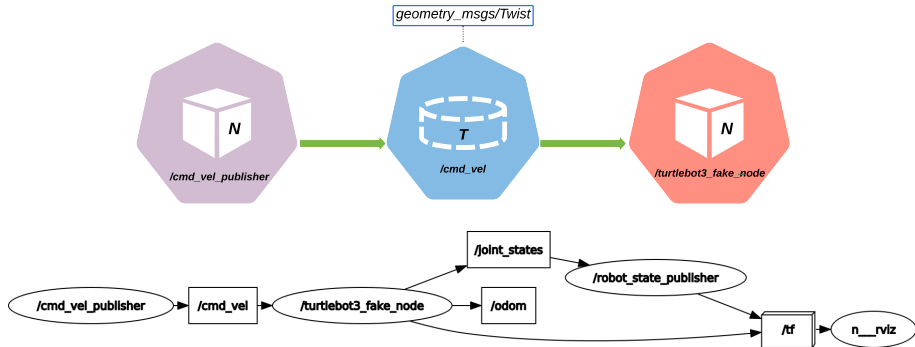 geometry_msgs/Twist
N
T
N
/cmd_vel_publisher
/cmd_vel
/turtlebot3_fake_node
/joint_states
/robot_state_publisher
/cmd_vel_publisher
/cmd_vel
/turtlebot3_fake_node
/odom
/tf
n__rviz